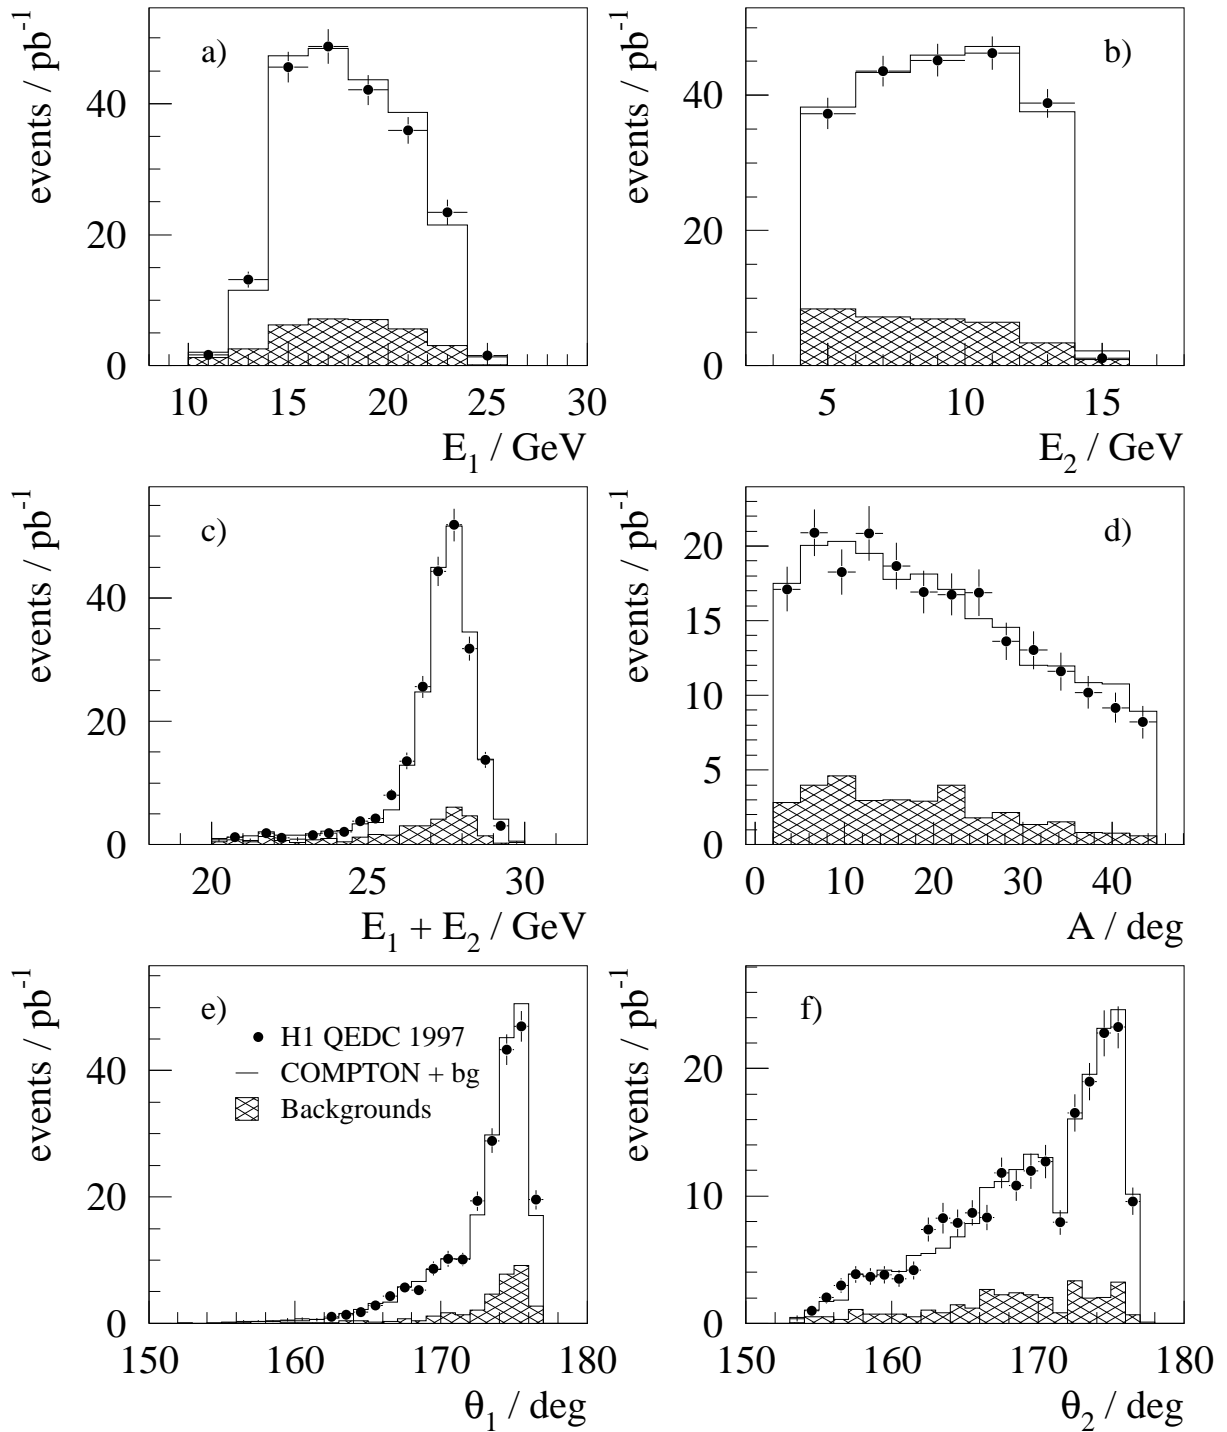 events / pb⁻¹
a)
40
20
0
10 15 20 25 30
E₁ / GeV
events / pb⁻¹
b)
40
20
0
5 10 15
E₂ / GeV
events / pb⁻¹
c)
40
20
0
20 25 30
E₁ + E₂ / GeV
events / pb⁻¹
d)
20
15
10
5
0
0 10 20 30 40
A / deg
events / pb⁻¹
e)
H1 QEDC 1997
COMPTON + bg
Backgrounds
40
20
0
150 160 170 180
θ₁ / deg
events / pb⁻¹
f)
20
10
0
150 160 170 180
θ₂ / deg